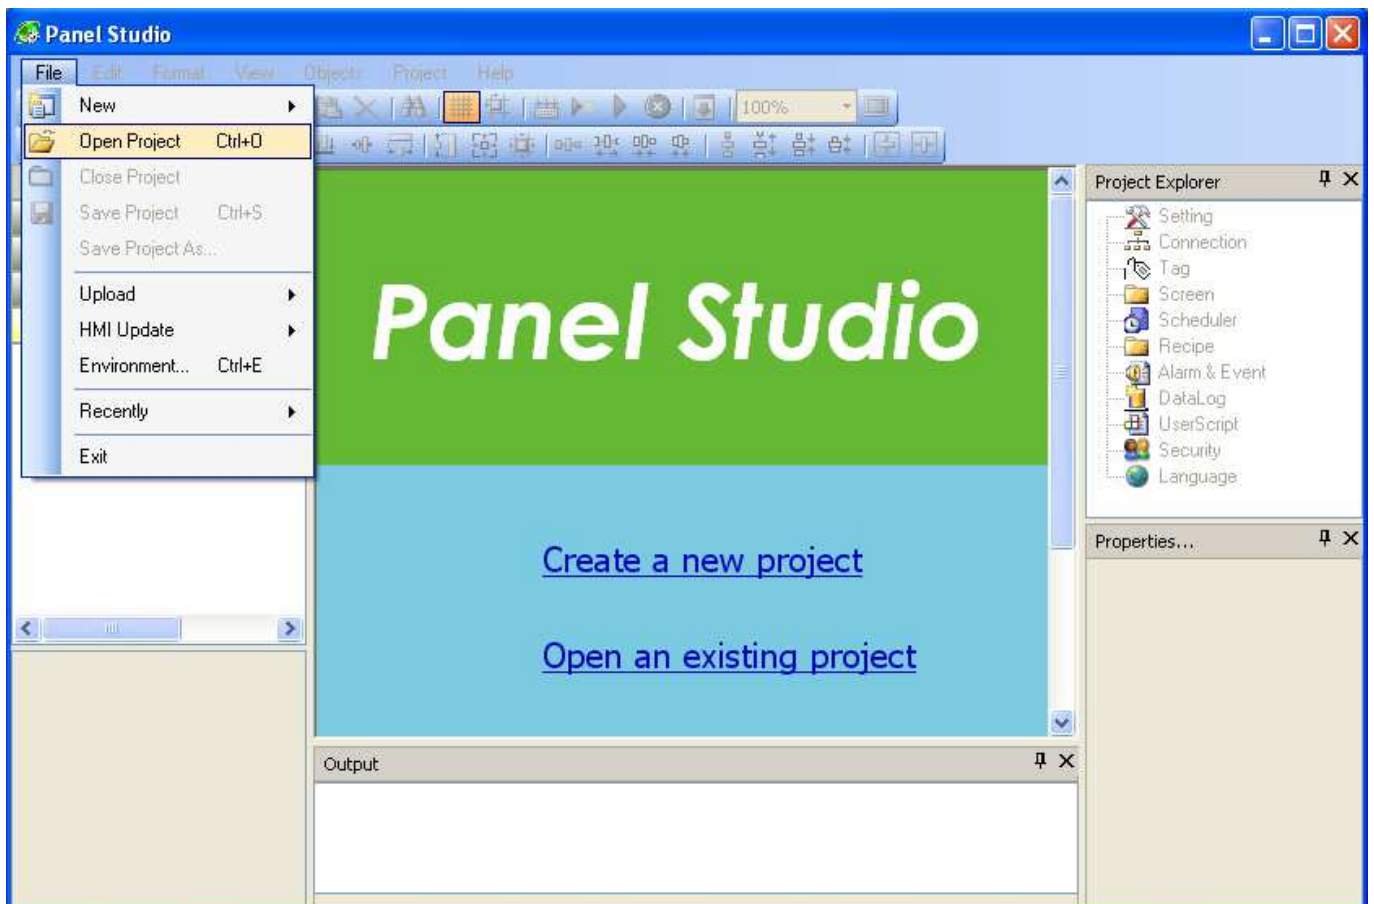 Panel Studio
File Edit Format View Objects Project Help
New
Open Project Ctrl+O
Close Project
Save Project Ctrl+S
Save Project As...
Upload
HMI Update
Environment... Ctrl+E
Recently
Exit
100%
Panel Studio
Create a new project
Open an existing project
Output
Project Explorer
Setting
Connection
Tag
Screen
Scheduler
Recipe
Alarm & Event
DataLog
UserScript
Security
Language
Properties...